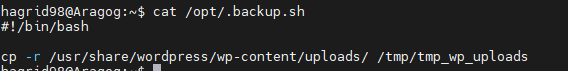 hagrid98@Aragog:~$ cat /opt/.backup.sh
#!/bin/bash
cp -r /usr/share/wordpress/wp-content/uploads/ /tmp/tmp_wp_uploads
hagrid98@Aragog:~$